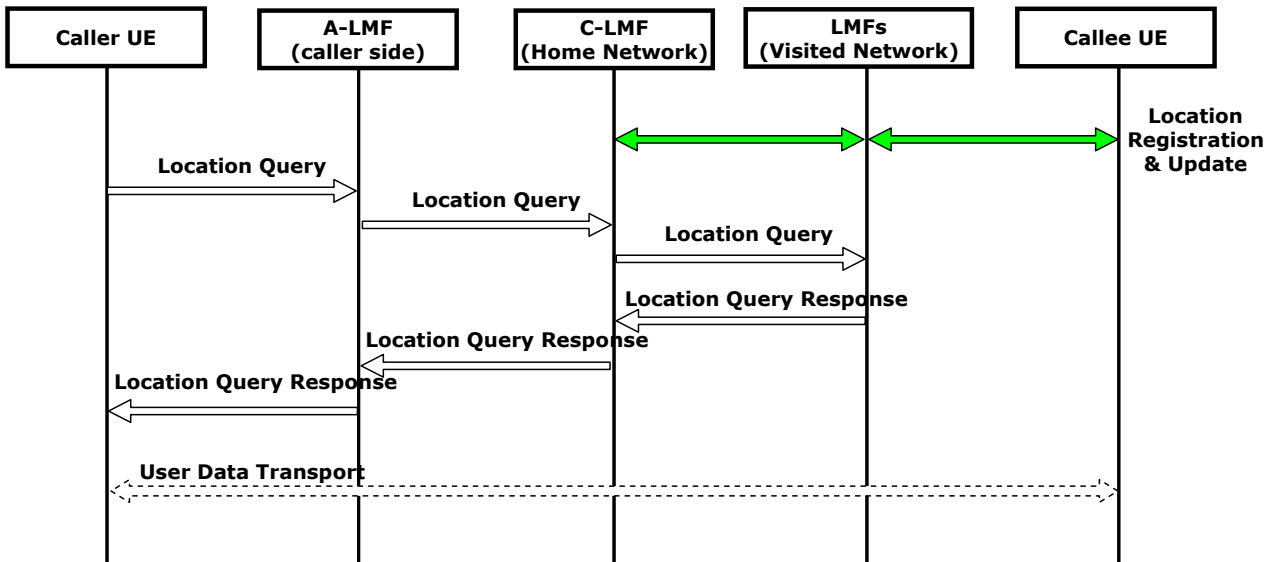 Caller UE
A-LMF
(caller side)
C-LMF
(Home Network)
LMFs
(Visited Network)
Callee UE
Location
Registration
& Update
Location Query
Location Query
Location Query
Location Query Response
Location Query Response
Location Query Response
User Data Transport